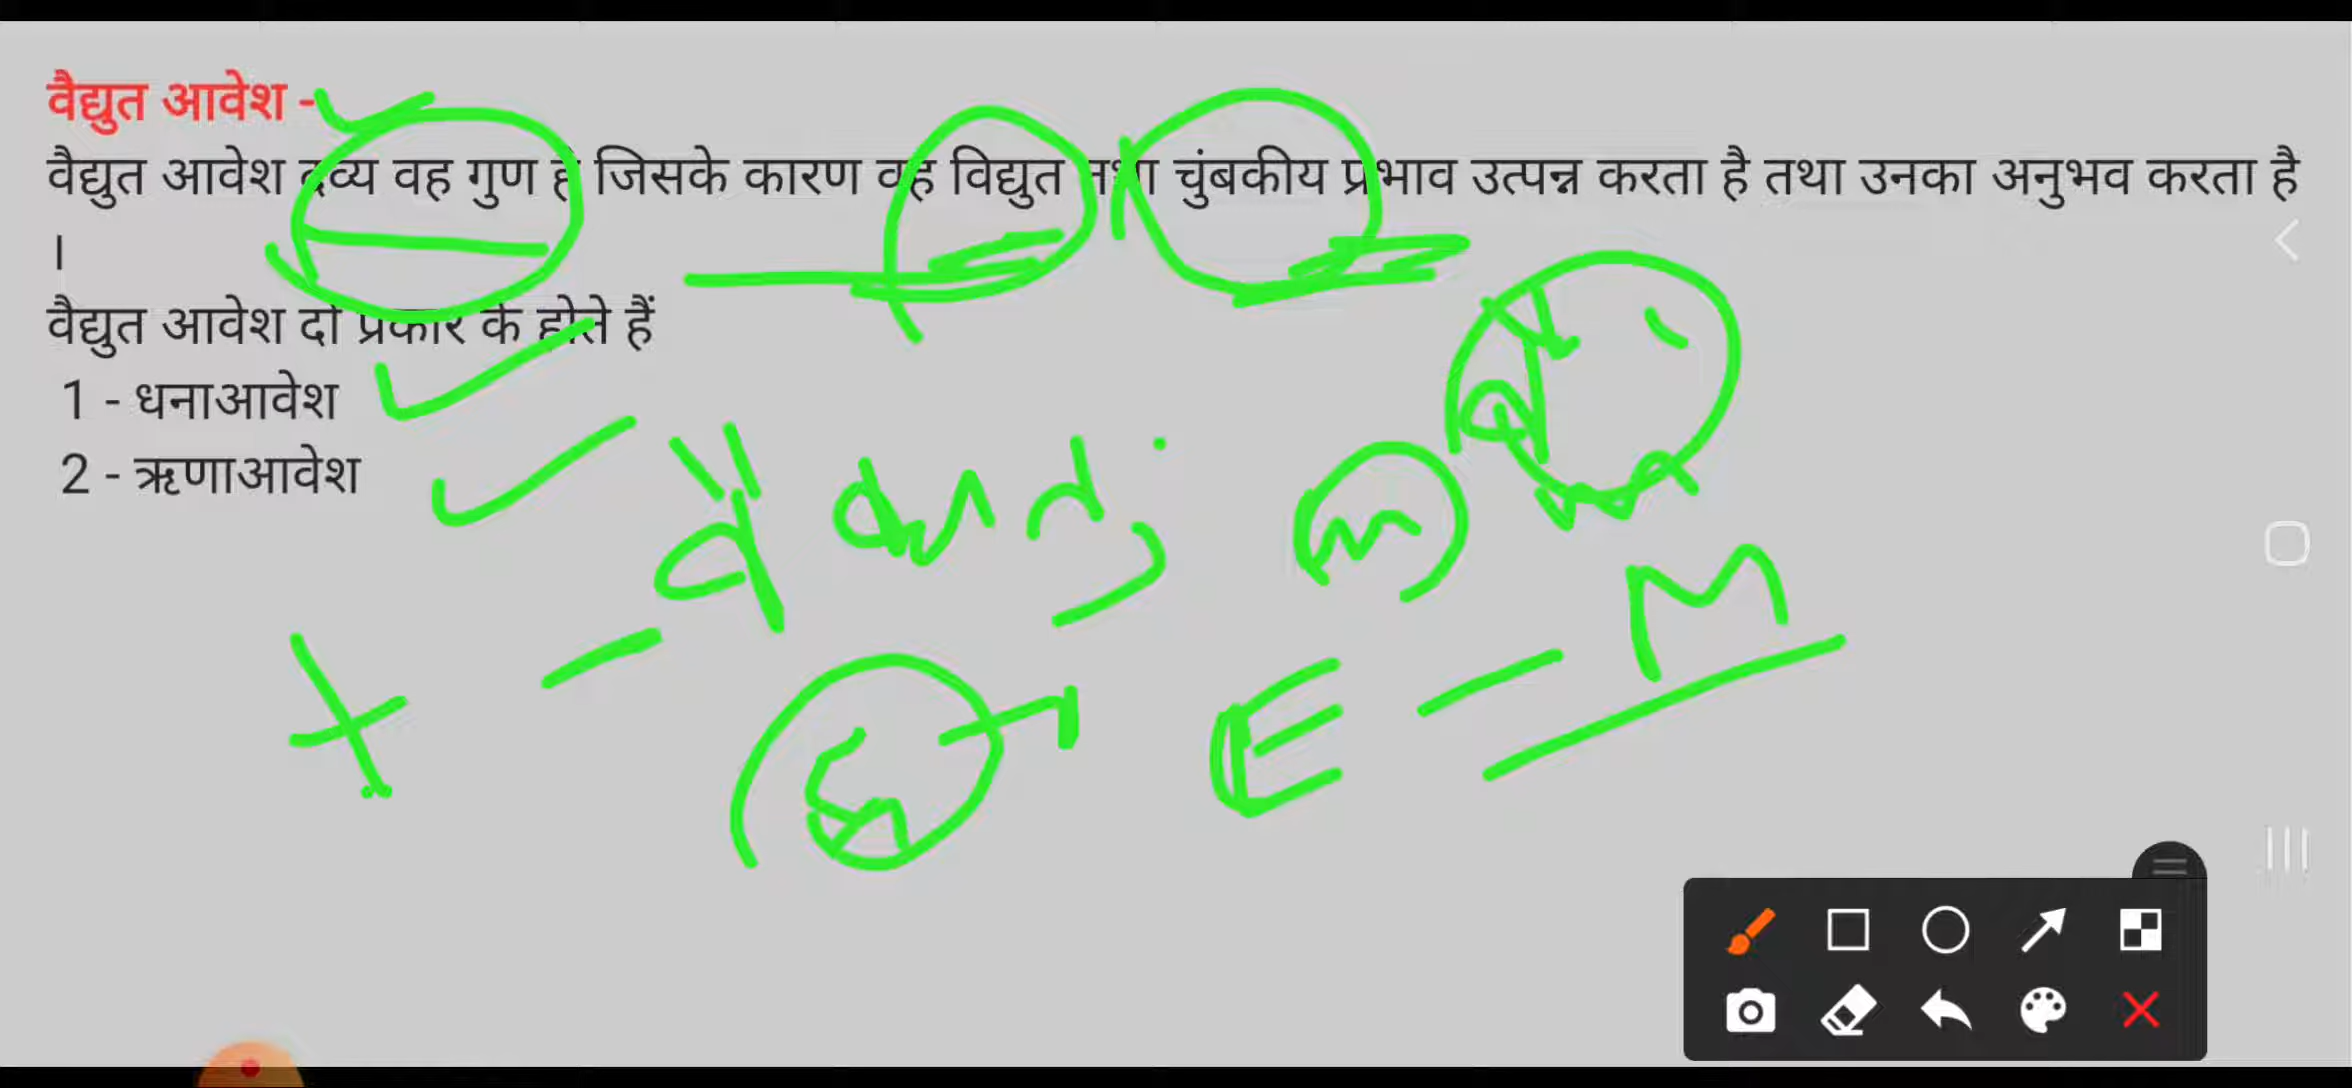 वैद्युत आवेश -
वैद्युत आवेश द्रव्य वह गुण है जिसके कारण वह विद्युत तथा चुंबकीय प्रभाव उत्पन्न करता है तथा उनका अनुभव करता है
।
वैद्युत आवेश दो प्रकार के होते हैं
1 - धनाआवेश
2 - ऋणाआवेश
+ -
E = M